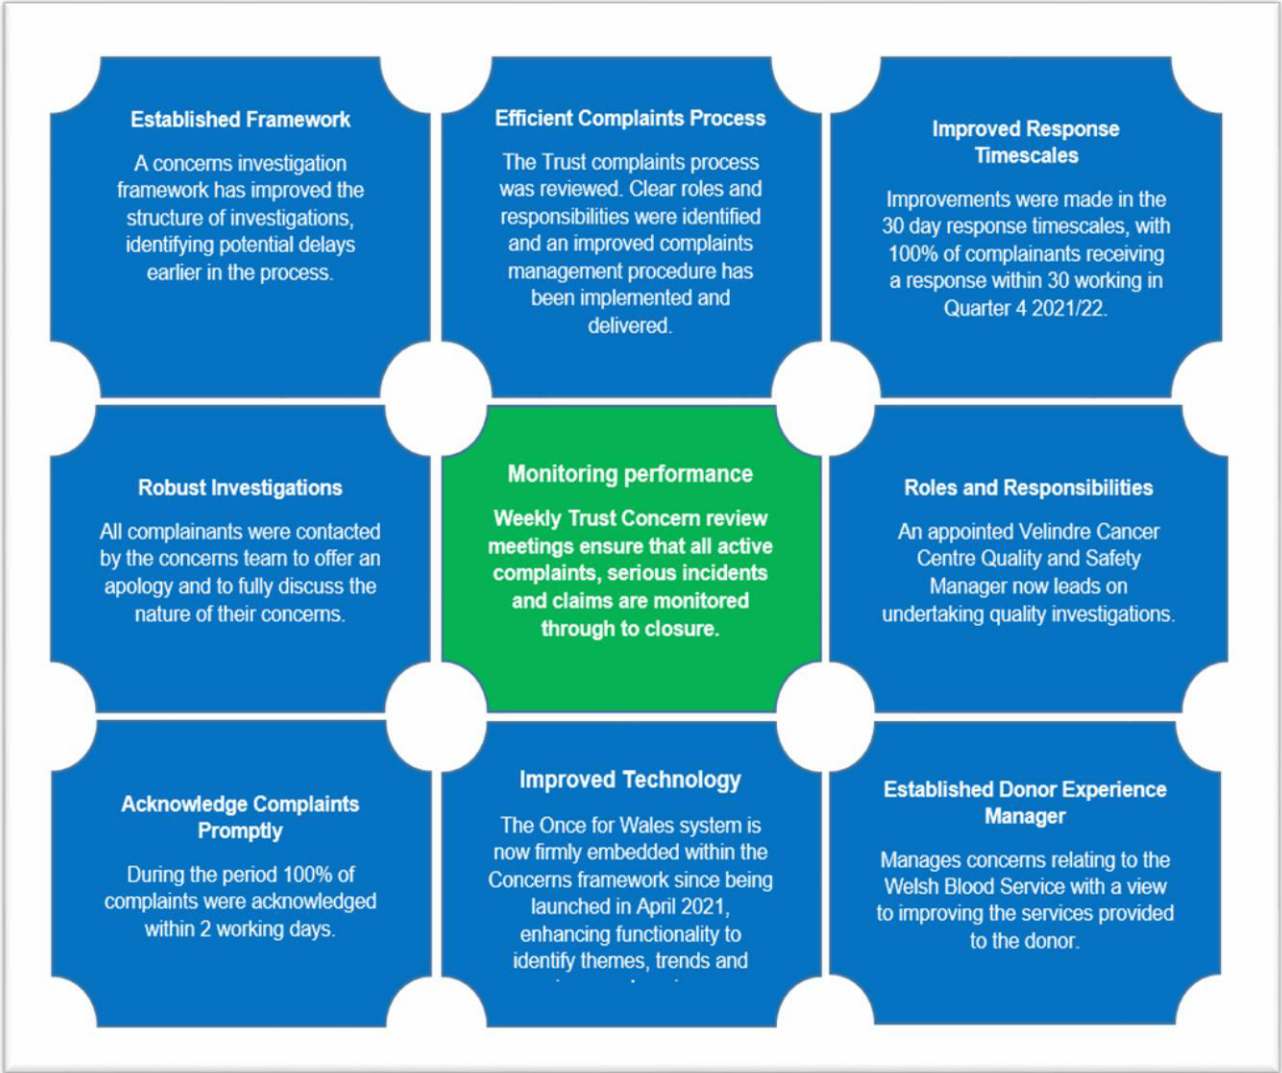 Established Framework
A concerns investigation
framework has improved the
structure of investigations,
identifying potential delays
earlier in the process.
Efficient Complaints Process
The Trust complaints process
was reviewed. Clear roles and
responsibilities were identified
and an improved complaints
management procedure has
been implemented and
delivered.
Improved Response
Timescales
Improvements were made in the
30 day response timescales, with
100% of complainants receiving
a response within 30 working in
Quarter 4 2021/22.
Robust Investigations
All complainants were contacted
by the concerns team to offer an
apology and to fully discuss the
nature of their concerns.
Monitoring performance
Weekly Trust Concern review
meetings ensure that all active
complaints, serious incidents
and claims are monitored
through to closure.
Roles and Responsibilities
An appointed Velindre Cancer
Centre Quality and Safety
Manager now leads on
undertaking quality investigations.
Acknowledge Complaints
Promptly
During the period 100% of
complaints were acknowledged
within 2 working days.
Improved Technology
The Once for Wales system is
now firmly embedded within the
Concerns framework since being
launched in April 2021,
enhancing functionality to
identify themes, trends and
Established Donor Experience
Manager
Manages concerns relating to the
Welsh Blood Service with a view
to improving the services provided
to the donor.